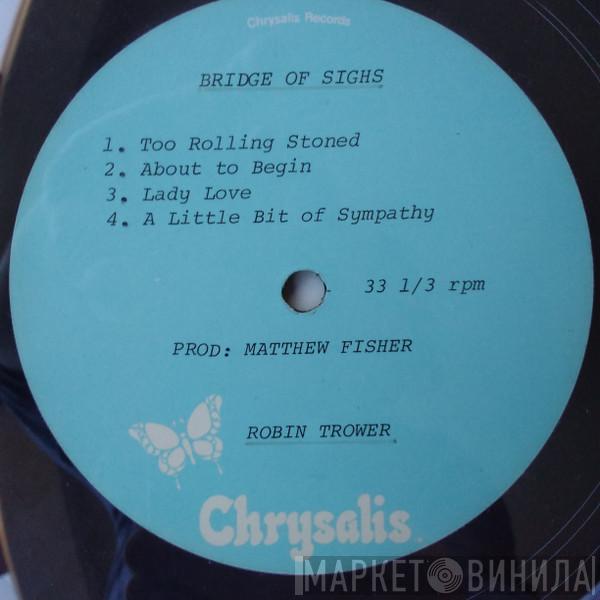 Chrysalis Records
BRIDGE OF SIGHS
1. Too Rolling Stoned
2. About to Begin
3. Lady Love
4. A Little Bit of Sympathy
33 1/3 rpm
PROD: MATTHEW FISHER
ROBIN TROWER
Chrysalis
МАРКЕТ ВИНИЛА